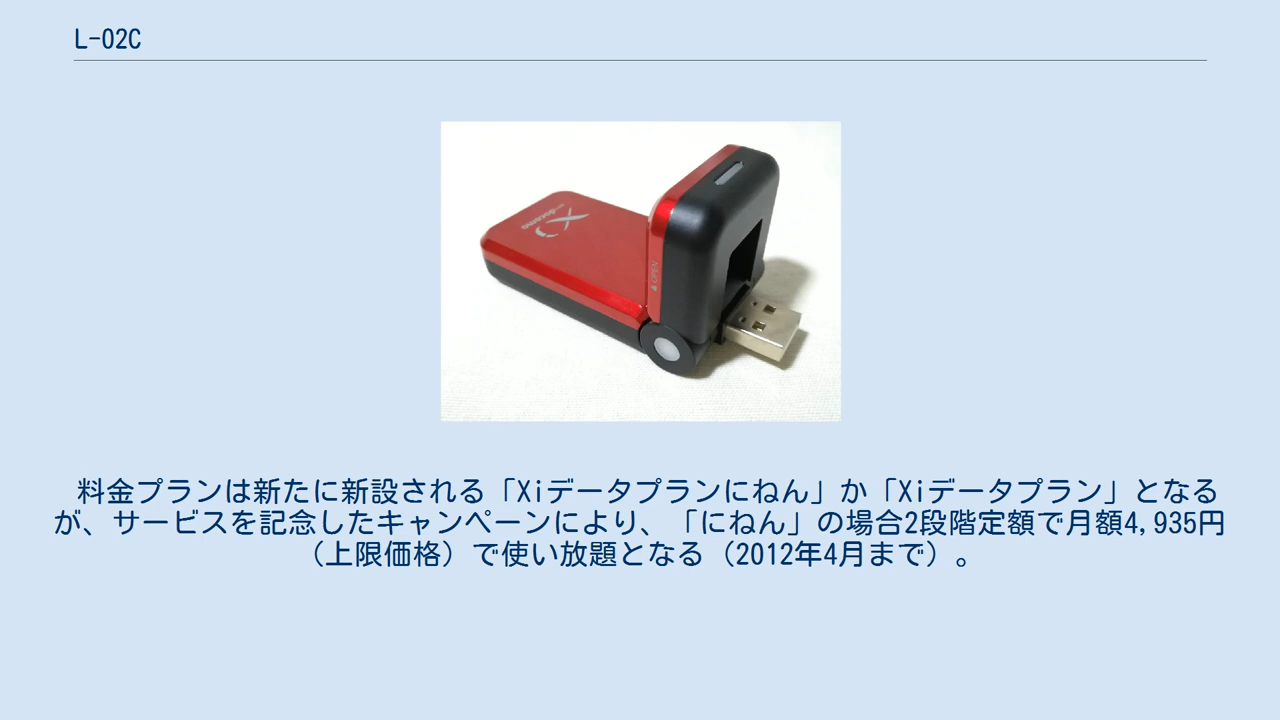 L-02C
Xi
docomo
▲ OPEN
料金プランは新たに新設される「Xiデータプランにねん」か「Xiデータプラン」となる
が、サービスを記念したキャンペーンにより、「にねん」の場合2段階定額で月額4,935円
（上限価格）で使い放題となる（2012年4月まで）。